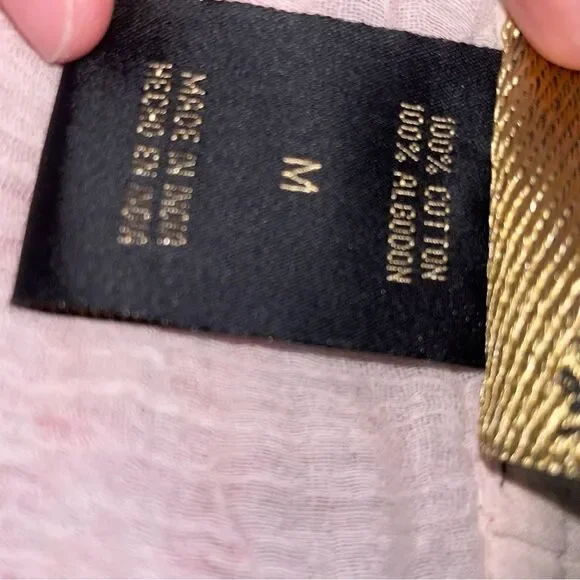 100% COTTON
100% ALGODON
M
MADE IN INDIA
HECHO EN INDIA